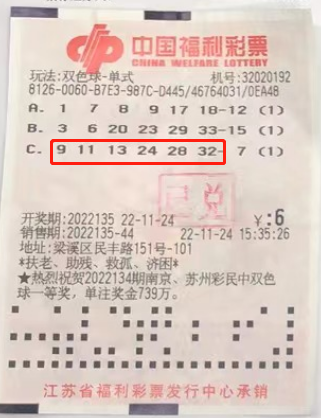 中国福利彩票
CHINA WELFARE LOTTERY
玩法:双色球-单式 机号:32020192
8126-0060-B7E3-987C-D445/46764031/0EA48
A. 1 7 8 9 17 18-12 (1)
B. 3 6 20 23 29 33-15 (1)
C. 9 11 13 24 28 32- 7 (1)
已兑
开奖期:2022135 22-11-24 ¥:6
销售期:2022135-44 22-11-24 15:35:26
地址:梁溪区民丰路151号-101
*扶老、助残、救孤、济困*
★热烈祝贺2022134期南京、苏州彩民中双色
球一等奖,单注奖金739万。
江苏省福利彩票发行中心承销